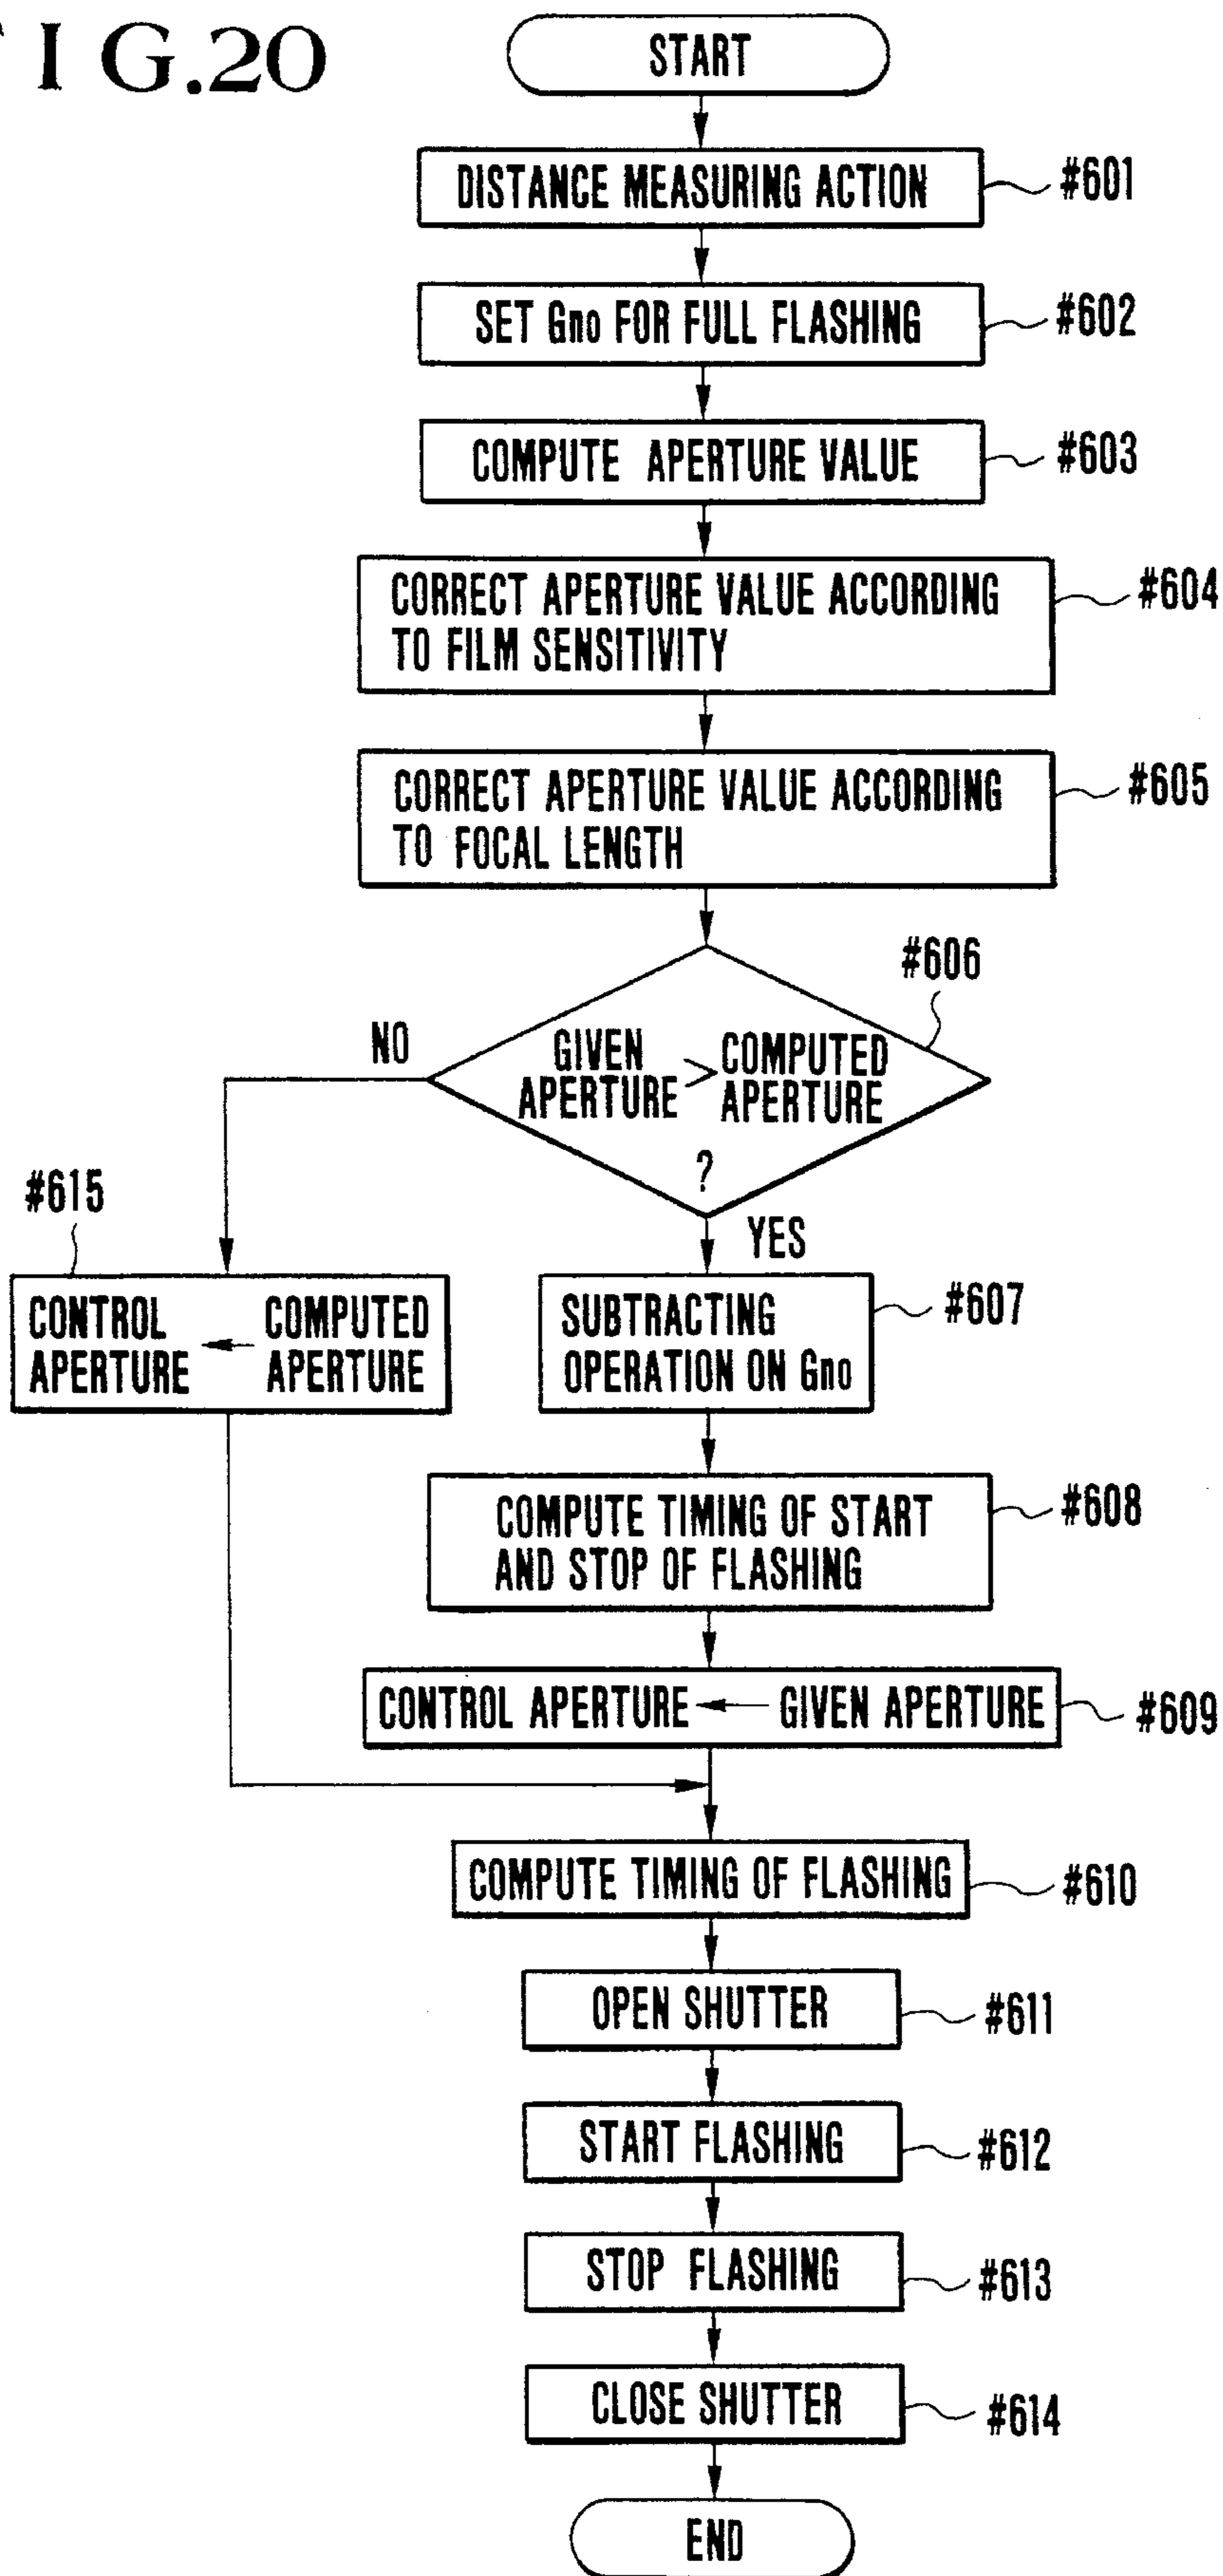 F I G.20
START
DISTANCE MEASURING ACTION
#601
SET Gno FOR FULL FLASHING
#602
COMPUTE APERTURE VALUE
#603
CORRECT APERTURE VALUE ACCORDING
TO FILM SENSITIVITY
#604
CORRECT APERTURE VALUE ACCORDING
TO FOCAL LENGTH
#605
#606
NO
GIVEN
APERTURE
>
COMPUTED
APERTURE
?
YES
#615
CONTROL
APERTURE
←
COMPUTED
APERTURE
SUBTRACTING
OPERATION ON Gno
#607
COMPUTE TIMING OF START
AND STOP OF FLASHING
#608
CONTROL APERTURE ← GIVEN APERTURE
#609
COMPUTE TIMING OF FLASHING
#610
OPEN SHUTTER
#611
START FLASHING
#612
STOP FLASHING
#613
CLOSE SHUTTER
#614
END